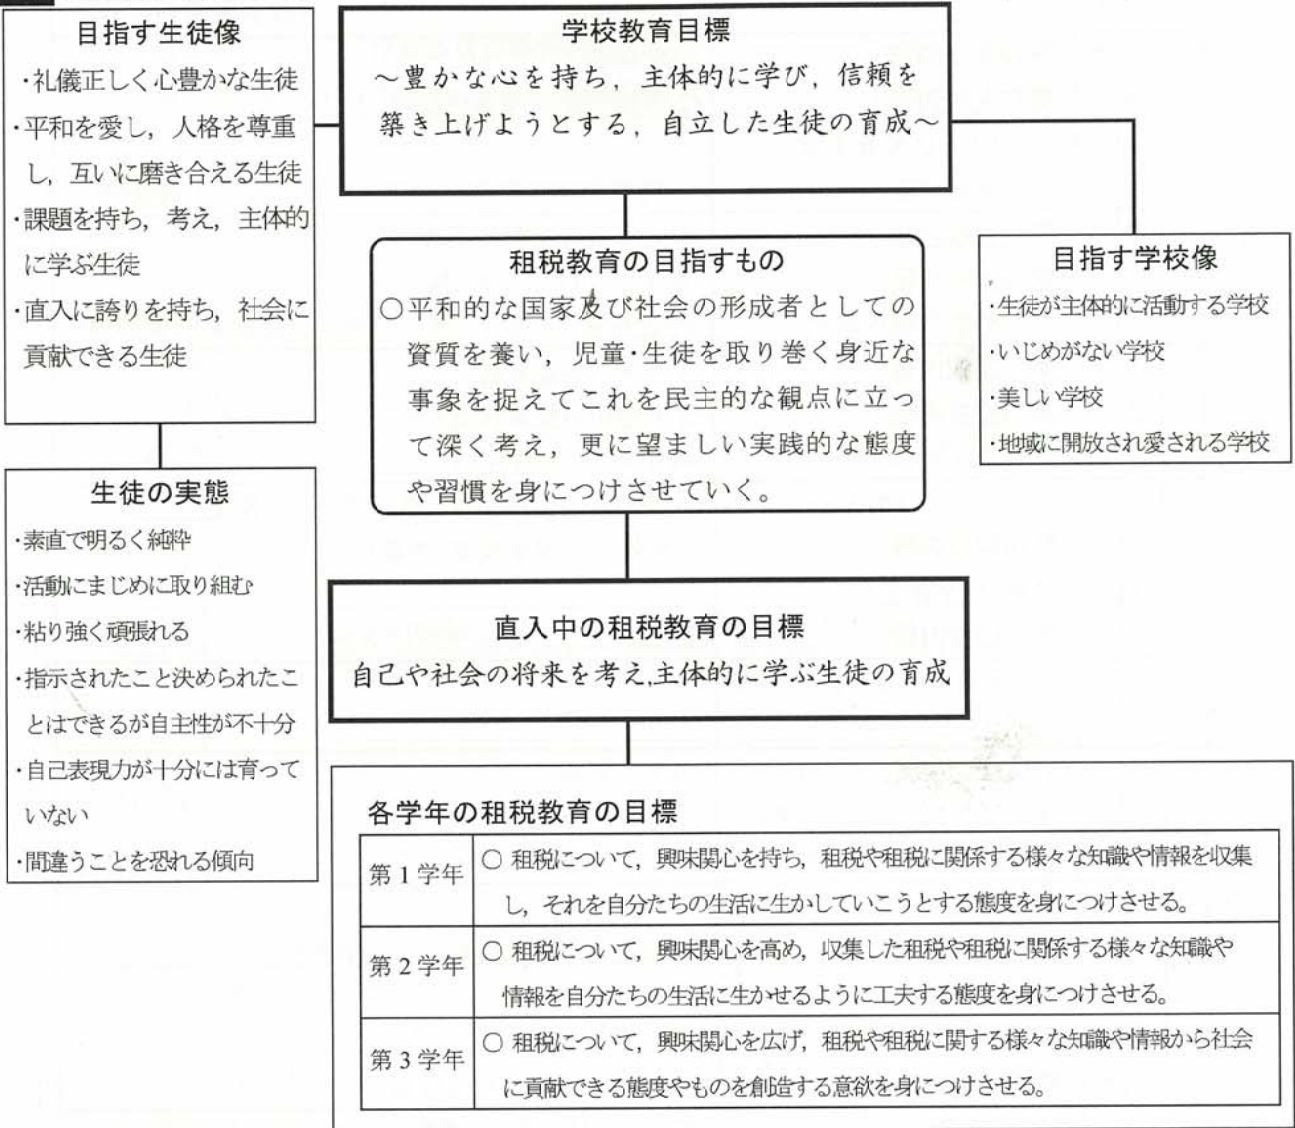 目指す生徒像
・礼儀正しく心豊かな生徒
・平和を愛し，人格を尊重
し，互いに磨き合える生徒
・課題を持ち，考え，主体的
に学ぶ生徒
・直入に誇りを持ち，社会に
貢献できる生徒
学校教育目標
～豊かな心を持ち，主体的に学び，信頼を
築き上げようとする，自立した生徒の育成～
租税教育の目指すもの
○平和的な国家及び社会の形成者としての
資質を養い，児童・生徒を取り巻く身近な
事象を捉えてこれを民主的な観点に立っ
て深く考え，更に望ましい実践的な態度
や習慣を身につけさせていく。
目指す学校像
・生徒が主体的に活動する学校
・いじめがない学校
・美しい学校
・地域に開放され愛される学校
生徒の実態
・素直で明るく純粋
・活動にまじめに取り組む
・粘り強く頑張れる
・指示されたこと決められたこ
とはできるが自主性が不十分
・自己表現力が十分には育って
いない
・間違うことを恐れる傾向
直入中の租税教育の目標
自己や社会の将来を考え,主体的に学ぶ生徒の育成
各学年の租税教育の目標
第1学年
○ 租税について，興味関心を持ち，租税や租税に関係する様々な知識や情報を収集
し，それを自分たちの生活に生かしていこうとする態度を身につけさせる。
第2学年
○ 租税について，興味関心を高め，収集した租税や租税に関係する様々な知識や
情報を自分たちの生活に生かせるように工夫する態度を身につけさせる。
第3学年
○ 租税について，興味関心を広げ，租税や租税に関する様々な知識や情報から社会
に貢献できる態度やものを創造する意欲を身につけさせる。